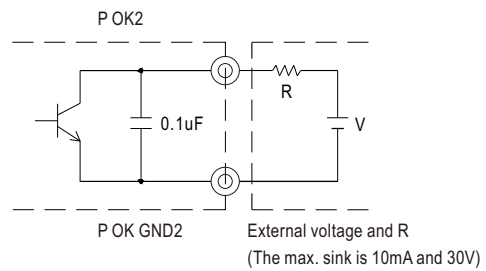 P OK2
R
0.1uF
V
P OK GND2
External voltage and R
(The max. sink is 10mA and 30V)